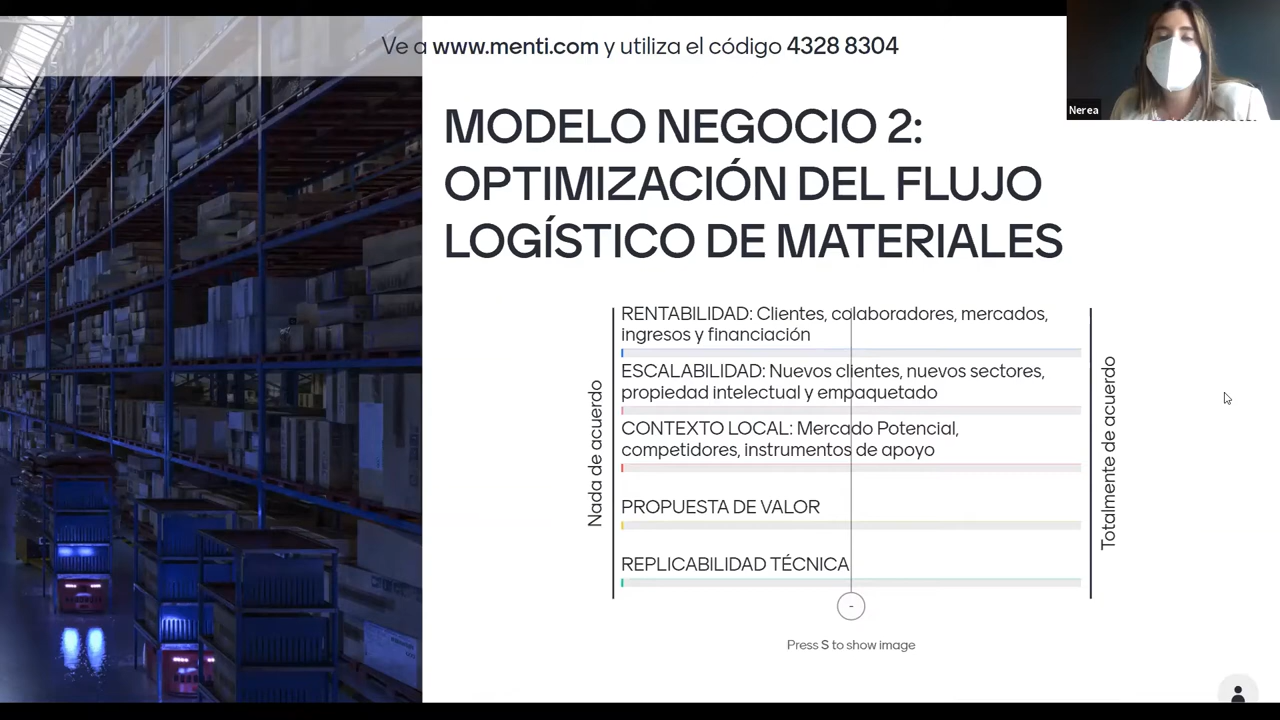 Ve a www.menti.com y utiliza el código 4328 8304
Nerea
MODELO NEGOCIO 2:
OPTIMIZACIÓN DEL FLUJO
LOGÍSTICO DE MATERIALES
Nada de acuerdo
RENTABILIDAD: Clientes, colaboradores, mercados,
ingresos y financiación
ESCALABILIDAD: Nuevos clientes, nuevos sectores,
propiedad intelectual y empaquetado
CONTEXTO LOCAL: Mercado Potencial,
competidores, instrumentos de apoyo
PROPUESTA DE VALOR
REPLICABILIDAD TÉCNICA
Totalmente de acuerdo
-
Press S to show image